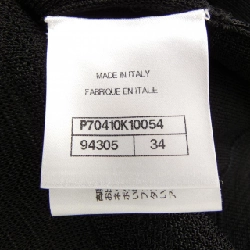 MADE IN ITALY
FABRIQUE EN ITALIE
P70410K10054
94305 34